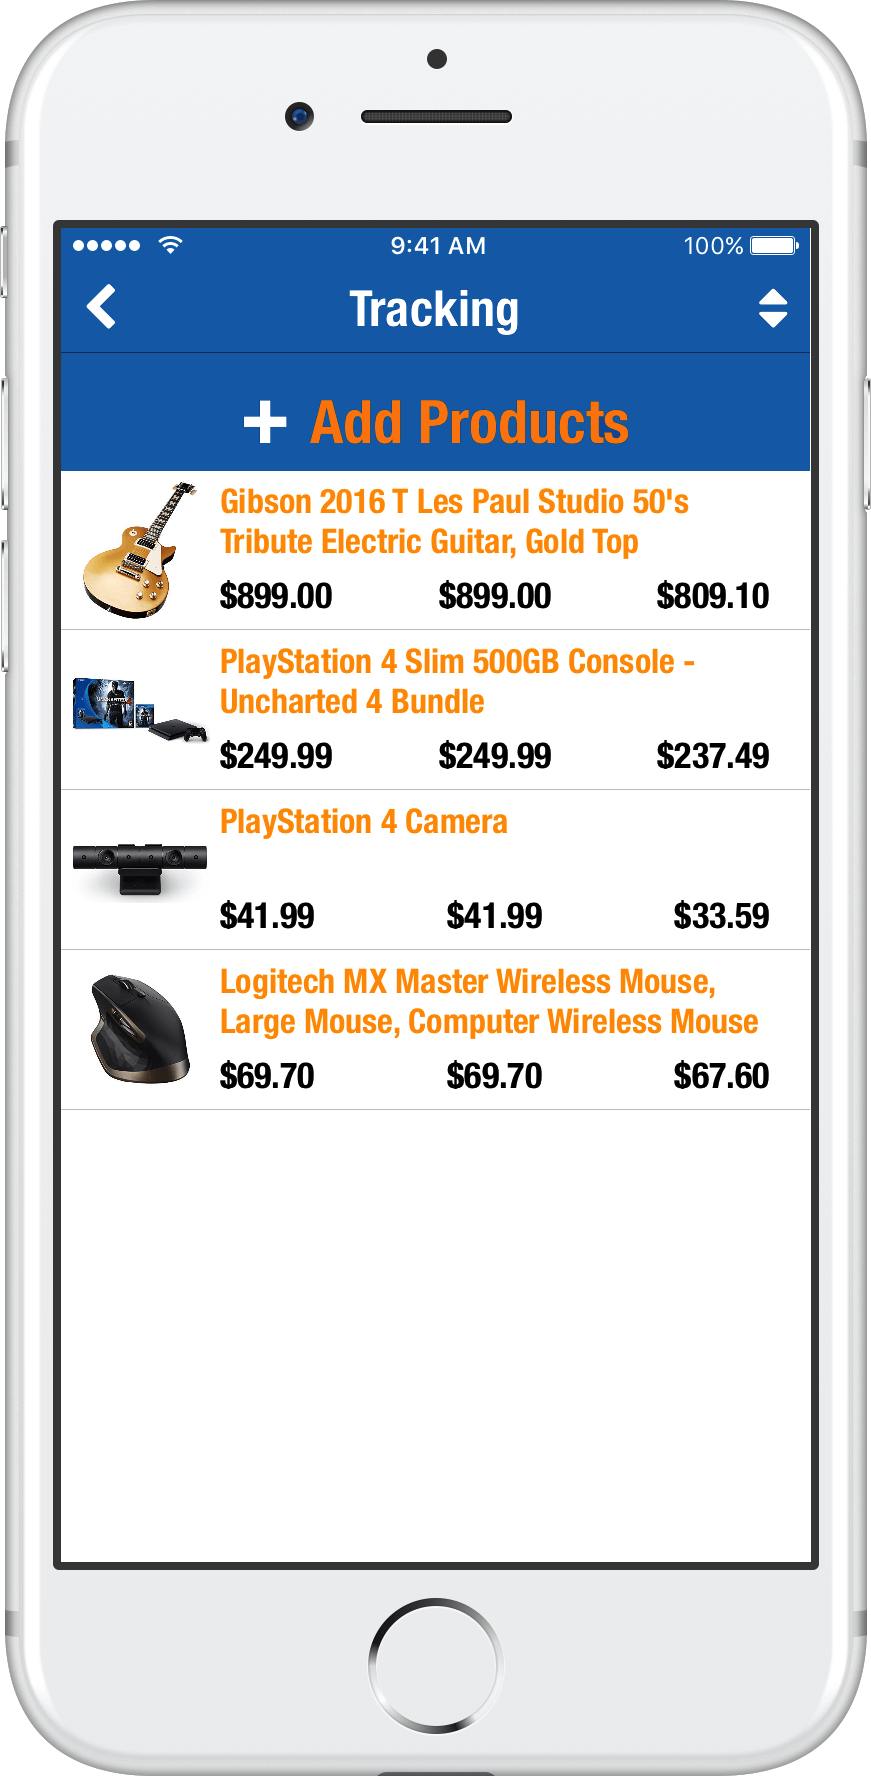 9:41 AM 100%
Tracking
+ Add Products
Gibson 2016 T Les Paul Studio 50's
Tribute Electric Guitar, Gold Top
$899.00 $899.00 $809.10
PlayStation 4 Slim 500GB Console -
Uncharted 4 Bundle
$249.99 $249.99 $237.49
PlayStation 4 Camera
$41.99 $41.99 $33.59
Logitech MX Master Wireless Mouse,
Large Mouse, Computer Wireless Mouse
$69.70 $69.70 $67.60